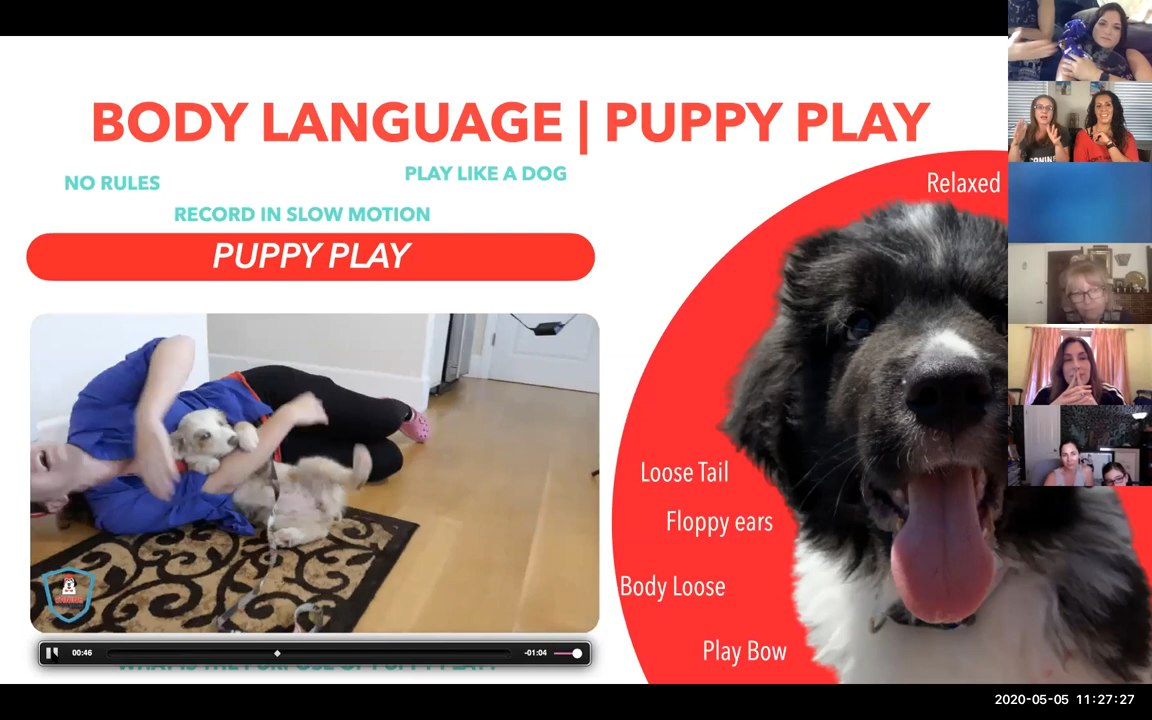 BODY LANGUAGE | PUPPY PLAY
NO RULES
PLAY LIKE A DOG
RECORD IN SLOW MOTION
PUPPY PLAY
Relaxed
Loose Tail
Floppy ears
Body Loose
Play Bow
00:46
-01:04
2020-05-05 11:27:27